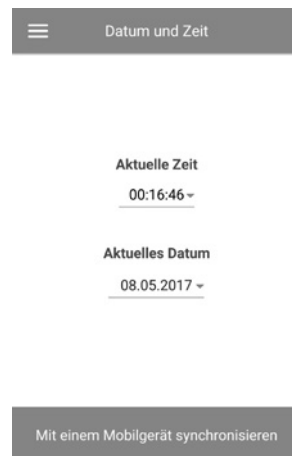 Datum und Zeit
Aktuelle Zeit
00:16:46
Aktuelles Datum
08.05.2017
Mit einem Mobilgerät synchronisieren